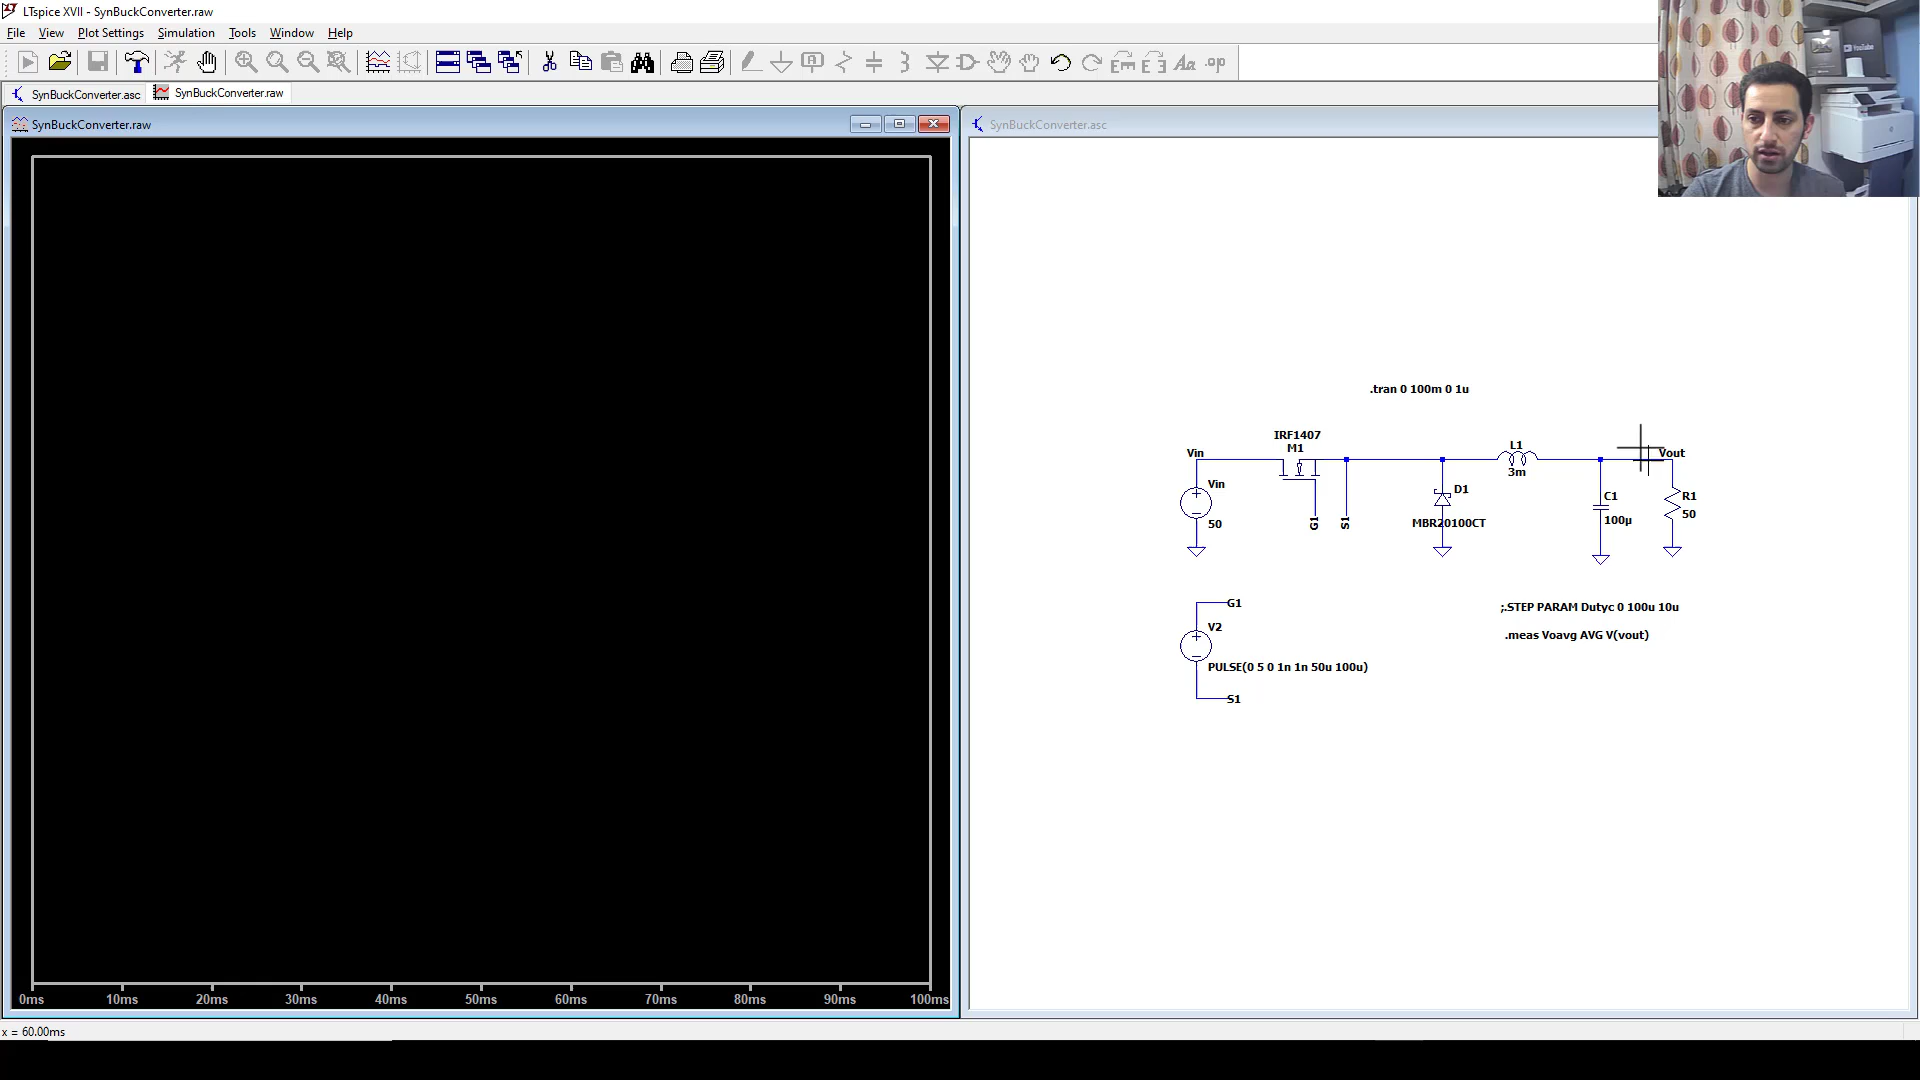 LTspice XVII - SynBuckConverter.raw
File View Plot Settings Simulation Tools Window Help
SynBuckConverter.asc SynBuckConverter.raw
SynBuckConverter.raw
SynBuckConverter.asc
YouTube
.tran 0 100m 0 1u
IRF1407
M1
Vin
Vin
50
G1
S1
D1
MBR20100CT
L1
3m
C1
100µ
Vout
R1
50
G1
V2
PULSE(0 5 0 1n 1n 50u 100u)
S1
;.STEP PARAM Dutyc 0 100u 10u
.meas Voavg AVG V(vout)
0ms 10ms 20ms 30ms 40ms 50ms 60ms 70ms 80ms 90ms 100ms
x = 60.00ms